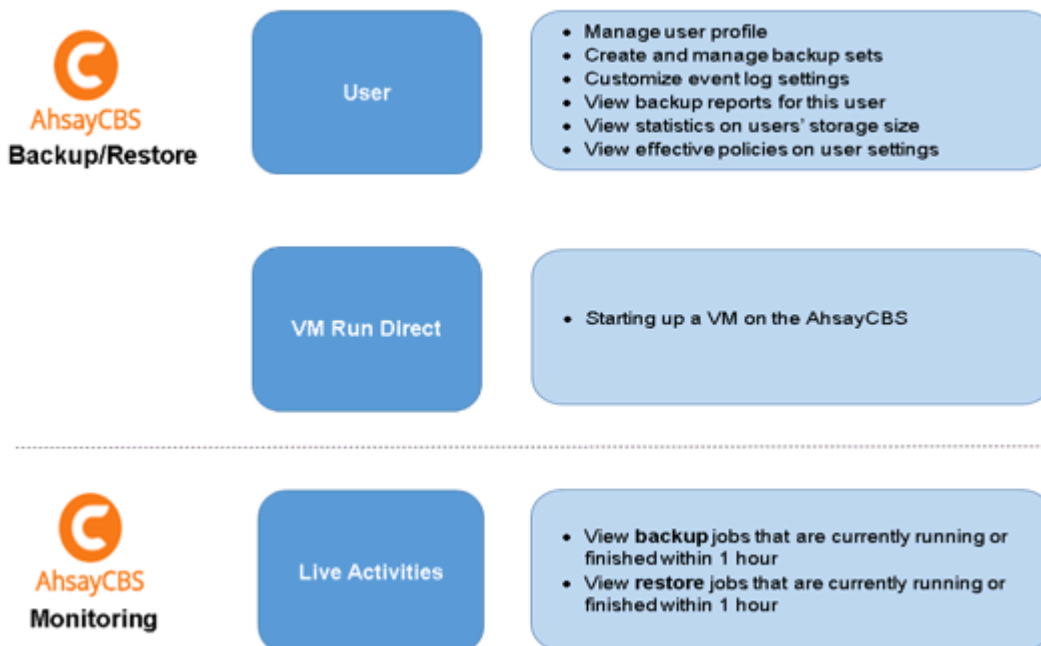 AhsayCBS
Backup/Restore
User
• Manage user profile
• Create and manage backup sets
• Customize event log settings
• View backup reports for this user
• View statistics on users' storage size
• View effective policies on user settings
VM Run Direct
• Starting up a VM on the AhsayCBS
AhsayCBS
Monitoring
Live Activities
• View backup jobs that are currently running or
finished within 1 hour
• View restore jobs that are currently running or
finished within 1 hour